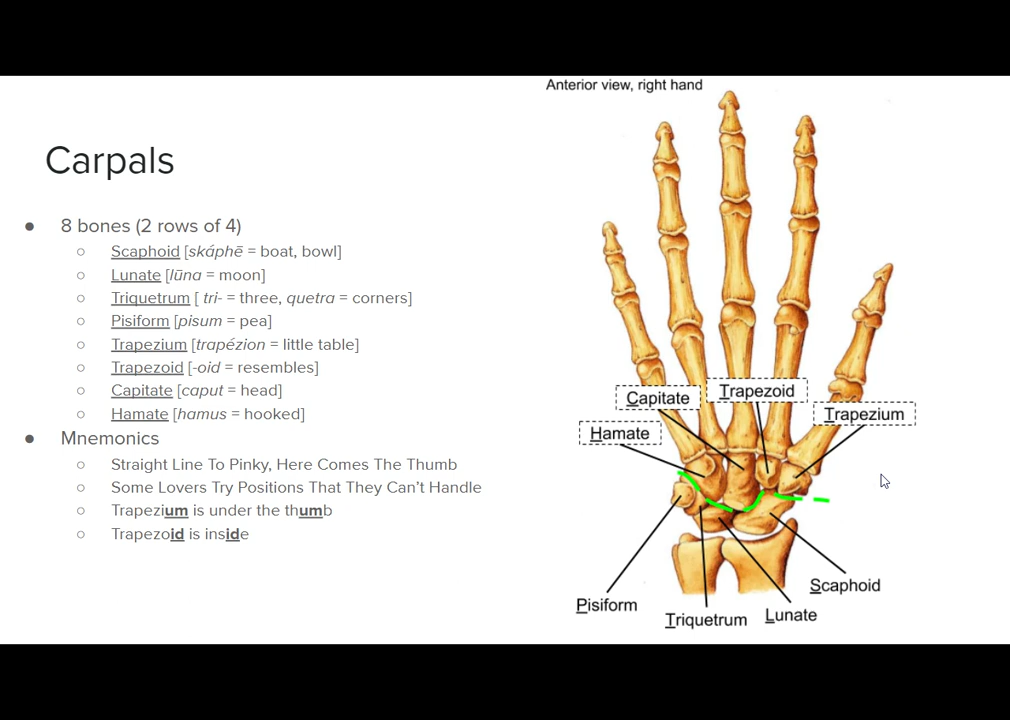 Anterior view, right hand
Carpals
● 8 bones (2 rows of 4)
○ Scaphoid [skáphē = boat, bowl]
○ Lunate [lūna = moon]
○ Triquetrum [ tri- = three, quetra = corners]
○ Pisiform [pisum = pea]
○ Trapezium [trapézion = little table]
○ Trapezoid [-oid = resembles]
○ Capitate [caput = head]
○ Hamate [hamus = hooked]
● Mnemonics
○ Straight Line To Pinky, Here Comes The Thumb
○ Some Lovers Try Positions That They Can't Handle
○ Trapezium is under the thumb
○ Trapezoid is inside
Capitate
Trapezoid
Trapezium
Hamate
Pisiform
Triquetrum
Lunate
Scaphoid